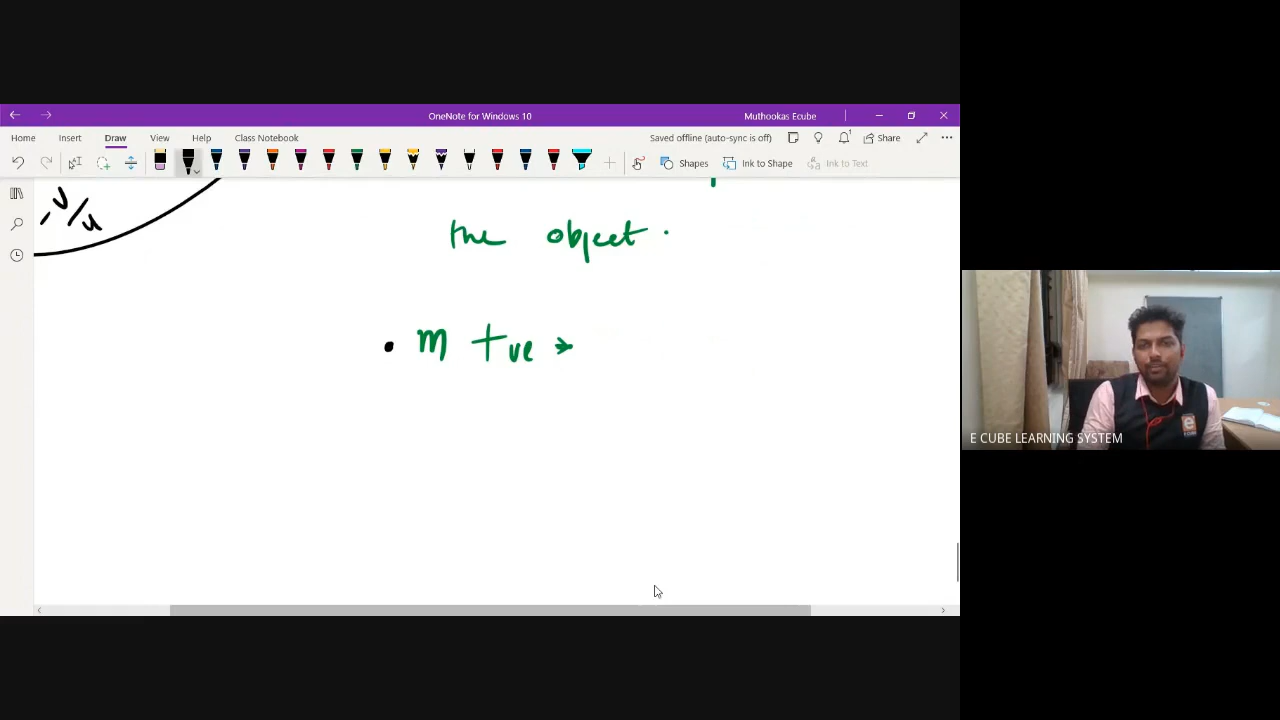 OneNote for Windows 10
Muthookas Ecube
Home Insert Draw View Help Class Notebook
Saved offline (auto-sync is off) Share
Shapes Ink to Shape Ink to Text
v/u
the object.
• m +ve →
E CUBE LEARNING SYSTEM